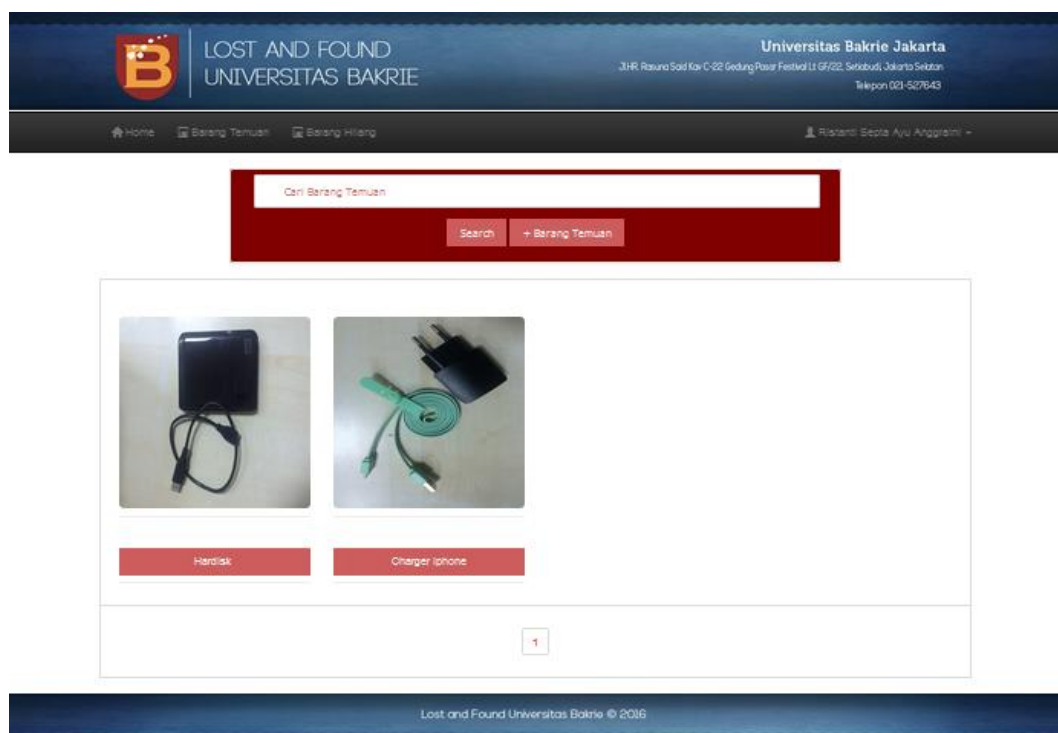 LOST AND FOUND
UNIVERSITAS BAKRIE
Universitas Bakrie Jakarta
Jl.HR. Rasuna Said Kav C-22 Gedung Pasar Festival Lt GF/22, Setiabudi, Jakarta Selatan
Telepon 021-527643
Home Barang Temuan Barang Hilang Ristanti Septa Ayu Anggraini
Cari Barang Temuan
Search + Barang Temuan
Hardisk Charger Iphone
1
Lost and Found Universitas Bakrie © 2016